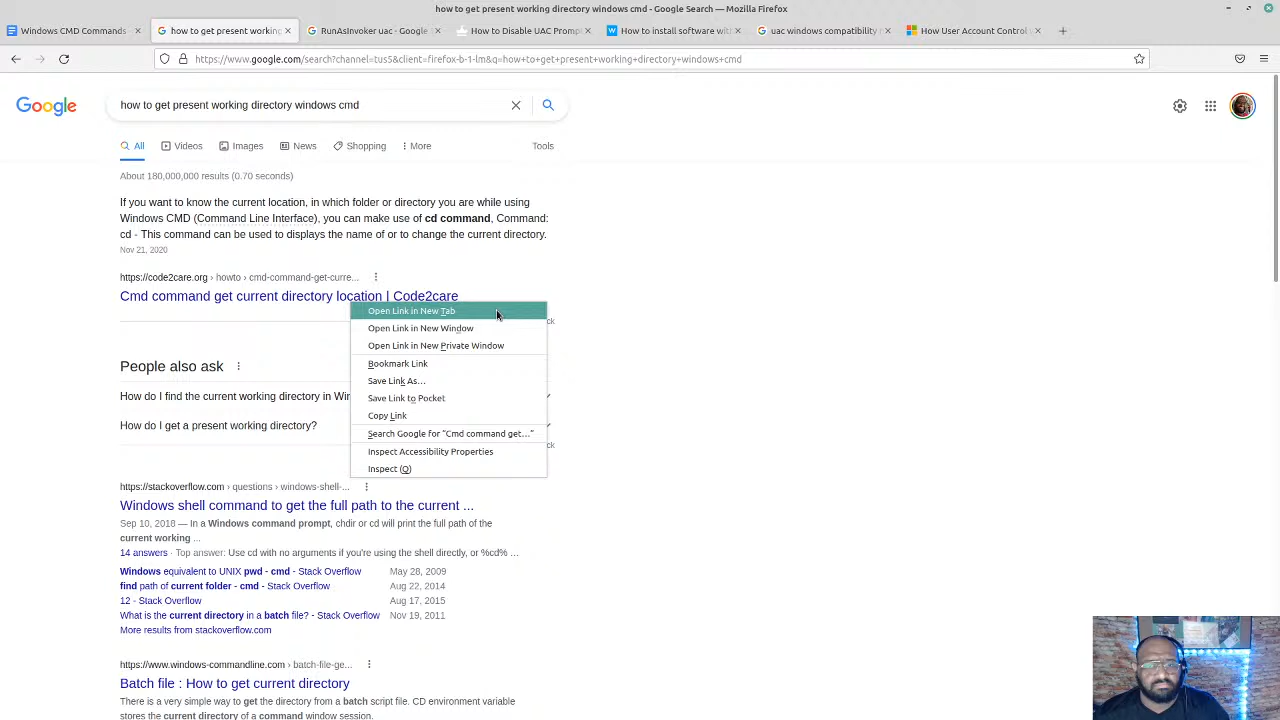 how to get present working directory windows cmd - Google Search — Mozilla Firefox
Windows CMD Commands
how to get present working
RunAsInvoker uac - Google
How to Disable UAC Prompt
How to install software wit
uac windows compatibility
How User Account Control
https://www.google.com/search?channel=tus5&client=firefox-b-1-lm&q=how+to+get+present+working+directory+windows+cmd
Google
how to get present working directory windows cmd
All
Videos
Images
News
Shopping
More
Tools
About 180,000,000 results (0.70 seconds)
If you want to know the current location, in which folder or directory you are while using
Windows CMD (Command Line Interface), you can make use of cd command, Command:
cd - This command can be used to displays the name of or to change the current directory.
Nov 21, 2020
https://code2care.org › howto › cmd-command-get-curre...
Cmd command get current directory location | Code2care
Open Link in New Tab
Open Link in New Window
Open Link in New Private Window
Bookmark Link
Save Link As…
Save Link to Pocket
Copy Link
Search Google for “Cmd command get…”
Inspect Accessibility Properties
Inspect (Q)
People also ask
How do I find the current working directory in Win
How do I get a present working directory?
https://stackoverflow.com › questions › windows-shell-...
Windows shell command to get the full path to the current ...
Sep 10, 2018 — In a Windows command prompt, chdir or cd will print the full path of the
current working ...
14 answers · Top answer: Use cd with no arguments if you're using the shell directly, or %cd% …
Windows equivalent to UNIX pwd - cmd - Stack Overflow May 28, 2009
find path of current folder - cmd - Stack Overflow Aug 22, 2014
12 - Stack Overflow Aug 17, 2015
What is the current directory in a batch file? - Stack Overflow Nov 19, 2011
More results from stackoverflow.com
https://www.windows-commandline.com › batch-file-ge...
Batch file : How to get current directory
There is a very simple way to get the directory from a batch script file. CD environment variable
stores the current directory of a command window session.